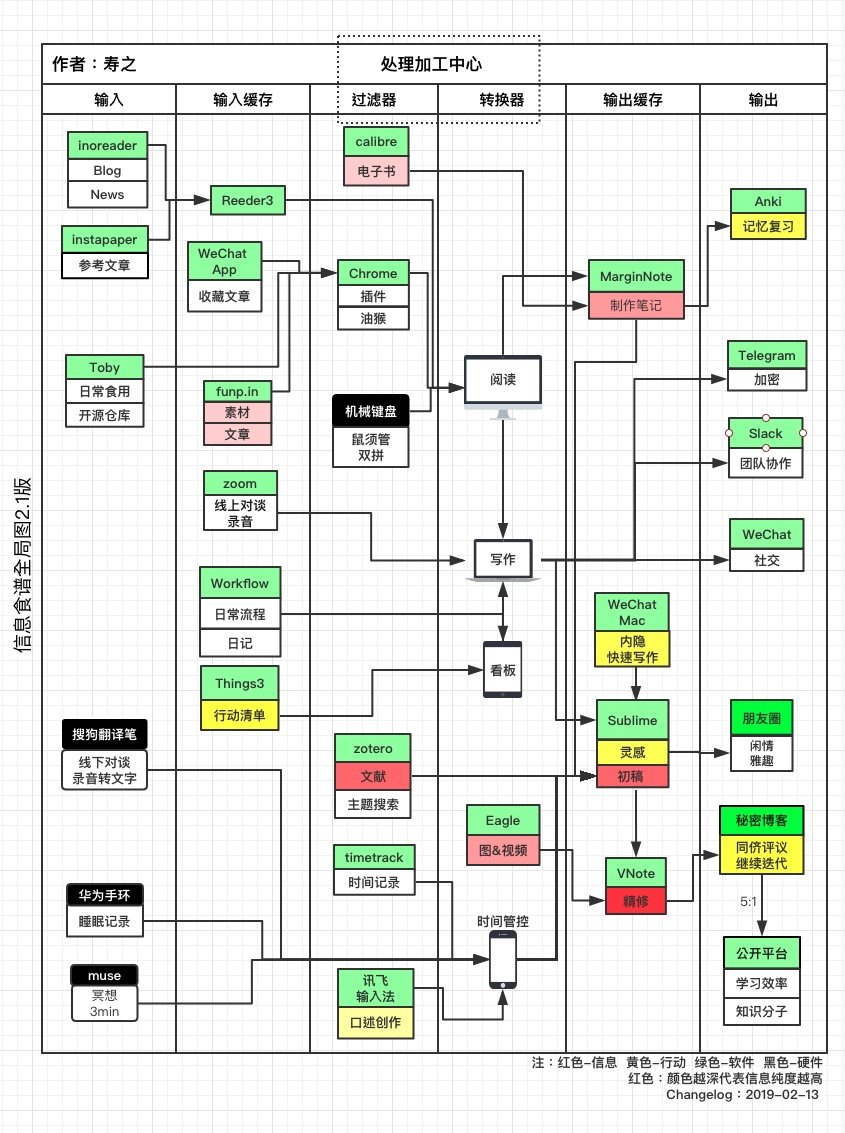 作者：寿之
处理加工中心
输入
输入缓存
过滤器
转换器
输出缓存
输出
inoreader
Blog
News
instapaper
参考文章
Toby
日常食用
开源仓库
搜狗翻译笔
线下对谈
录音转文字
华为手环
睡眠记录
muse
冥想
3min
Reeder3
WeChat
App
收藏文章
funp.in
素材
文章
zoom
线上对谈
录音
Workflow
日常流程
日记
Things3
行动清单
calibre
电子书
Chrome
插件
油猴
机械键盘
鼠须管
双拼
zotero
文献
主题搜索
timetrack
时间记录
讯飞
输入法
口述创作
阅读
写作
看板
Eagle
图&视频
时间管控
MarginNote
制作笔记
WeChat
Mac
内隐
快速写作
Sublime
灵感
初稿
VNote
精修
Anki
记忆复习
Telegram
加密
Slack
团队协作
WeChat
社交
朋友圈
闲情
雅趣
秘密博客
同侪评议
继续迭代
5:1
公开平台
学习效率
知识分子
信息食谱全局图2.1版
注：红色-信息 黄色-行动 绿色-软件 黑色-硬件
红色：颜色越深代表信息纯度越高
Changelog：2019-02-13